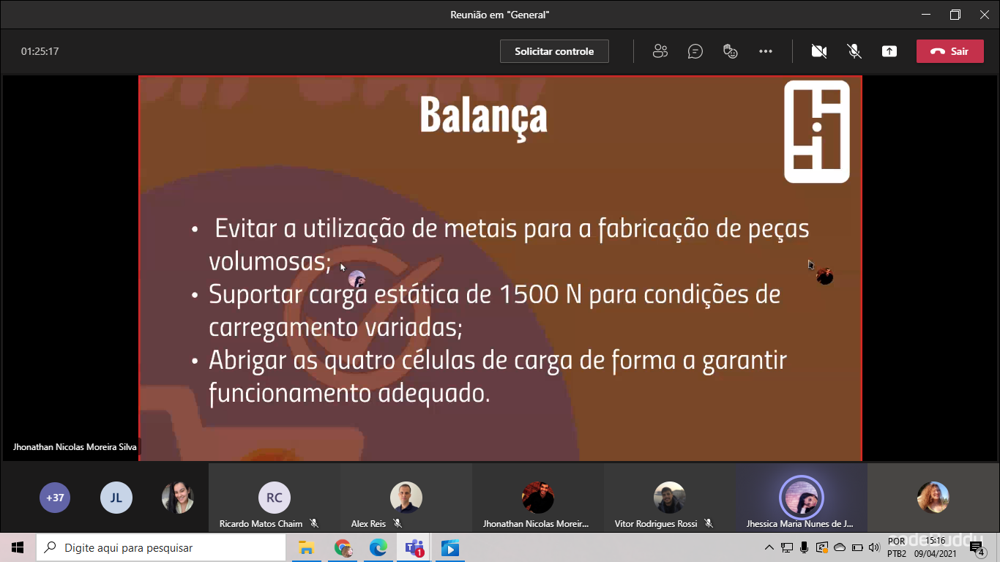 Reunião em "General"
01:25:17
Solicitar controle
Sair
Balança
• Evitar a utilização de metais para a fabricação de peças
volumosas;
• Suportar carga estática de 1500 N para condições de
carregamento variadas;
• Abrigar as quatro células de carga de forma a garantir
funcionamento adequado.
Jhonathan Nicolas Moreira Silva
+37
JL
RC
Ricardo Matos Chaim
Alex Reis
Jhonathan Nicolas Moreir...
Vitor Rodrigues Rossi
Jhessica Maria Nunes de J...
Digite aqui para pesquisar
1
POR
PTB2
15:16
09/04/2021
4